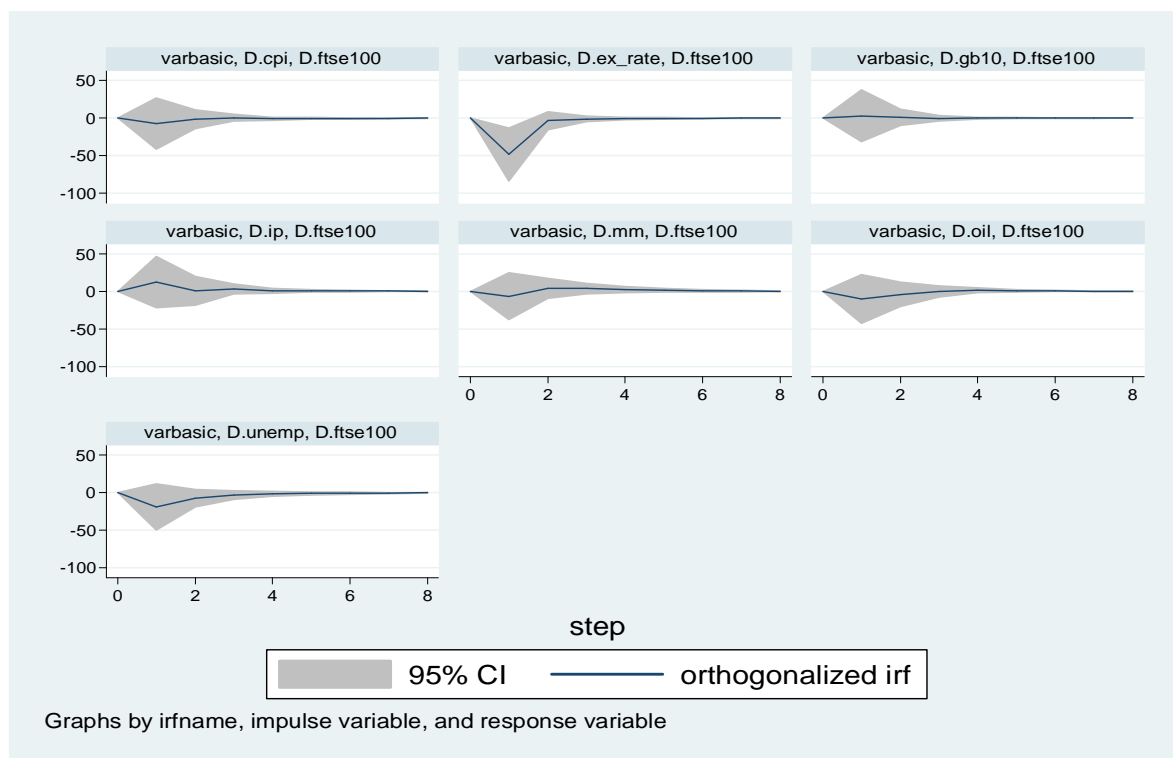 varbasic, D.cpi, D.ftse100
varbasic, D.ex_rate, D.ftse100
varbasic, D.gb10, D.ftse100
50
0
-50
-100
varbasic, D.ip, D.ftse100
varbasic, D.mm, D.ftse100
varbasic, D.oil, D.ftse100
50
0
-50
-100
0 2 4 6 8
0 2 4 6 8
varbasic, D.unemp, D.ftse100
50
0
-50
-100
0 2 4 6 8
step
95% CI
orthogonalized irf
Graphs by irfname, impulse variable, and response variable